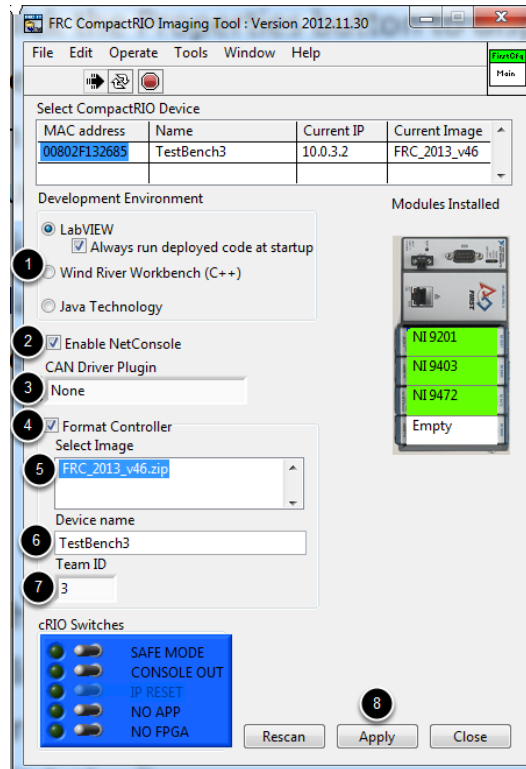 FRC CompactRIO Imaging Tool : Version 2012.11.30
File Edit Operate Tools Window Help
FirstCfg
Main
Select CompactRIO Device
MAC address Name Current IP Current Image
00802F132685 TestBench3 10.0.3.2 FRC_2013_v46
Development Environment
Modules Installed
LabVIEW
Always run deployed code at startup
1
Wind River Workbench (C++)
Java Technology
FIRST
NI 9201
NI 9403
NI 9472
Empty
2 Enable NetConsole
CAN Driver Plugin
3 None
4 Format Controller
Select Image
5 FRC_2013_v46.zip
Device name
6 TestBench3
Team ID
7 3
cRIO Switches
SAFE MODE
CONSOLE OUT
IP RESET
NO APP
NO FPGA
8
Rescan Apply Close